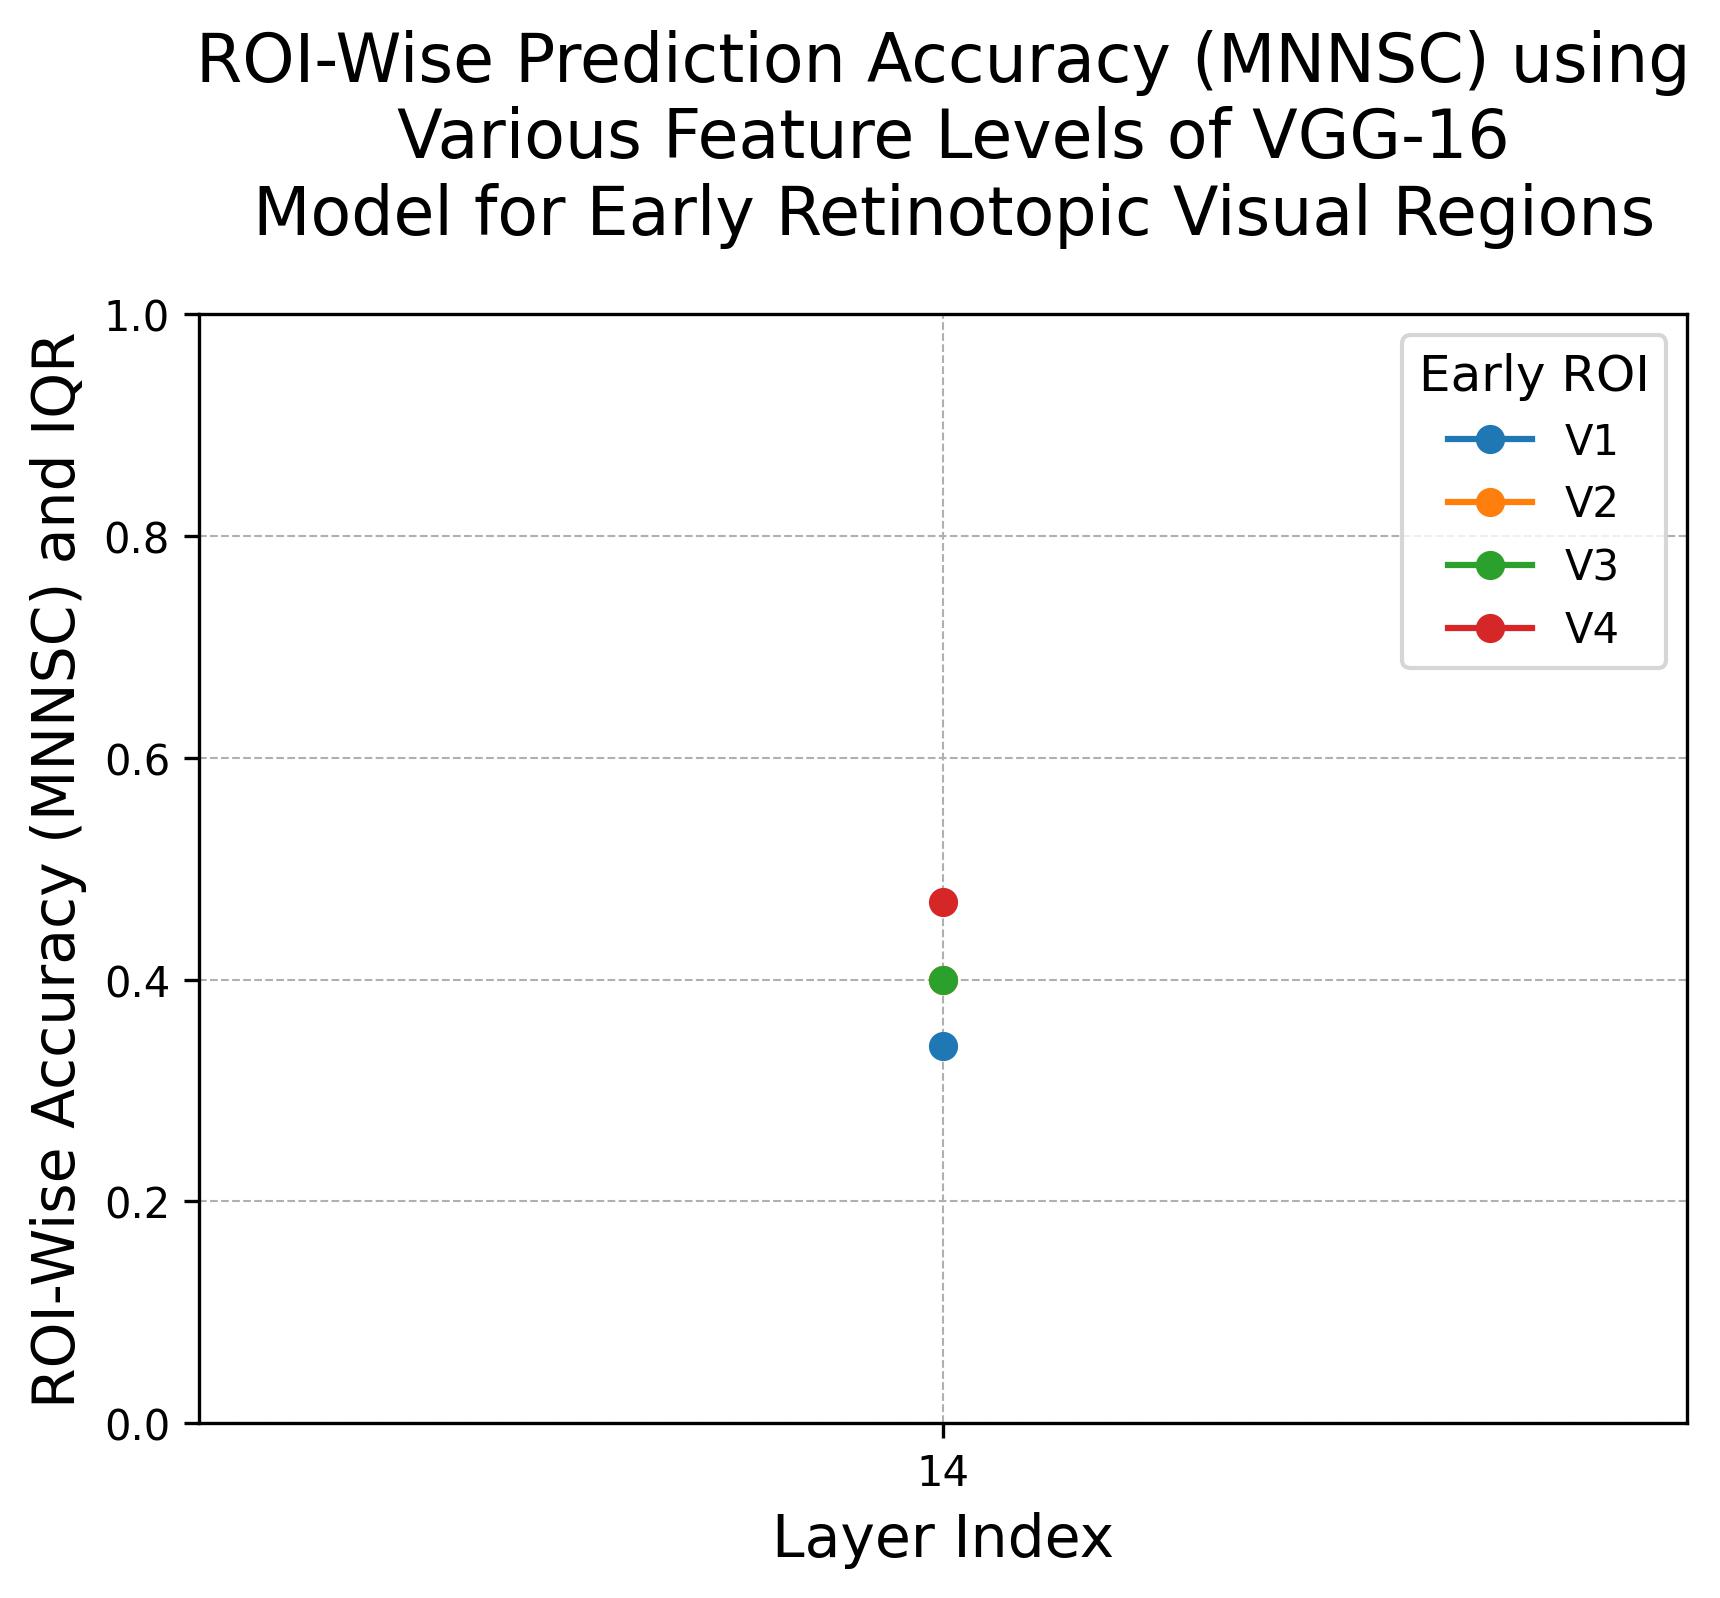 ROI-Wise Prediction Accuracy (MNNSC) using
Various Feature Levels of VGG-16
Model for Early Retinotopic Visual Regions
ROI-Wise Accuracy (MNNSC) and IQR
1.0
0.8
0.6
0.4
0.2
0.0
Early ROI
V1
V2
V3
V4
14
Layer Index